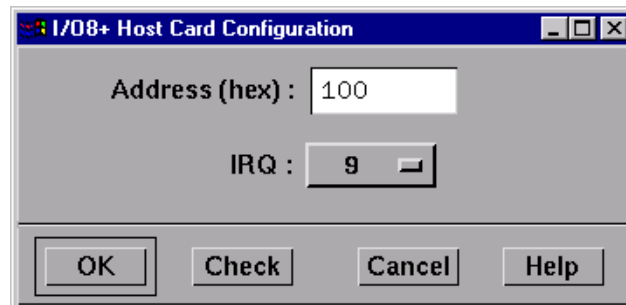 I/O8+ Host Card Configuration
Address (hex) : 100
IRQ : 9
OK Check Cancel Help